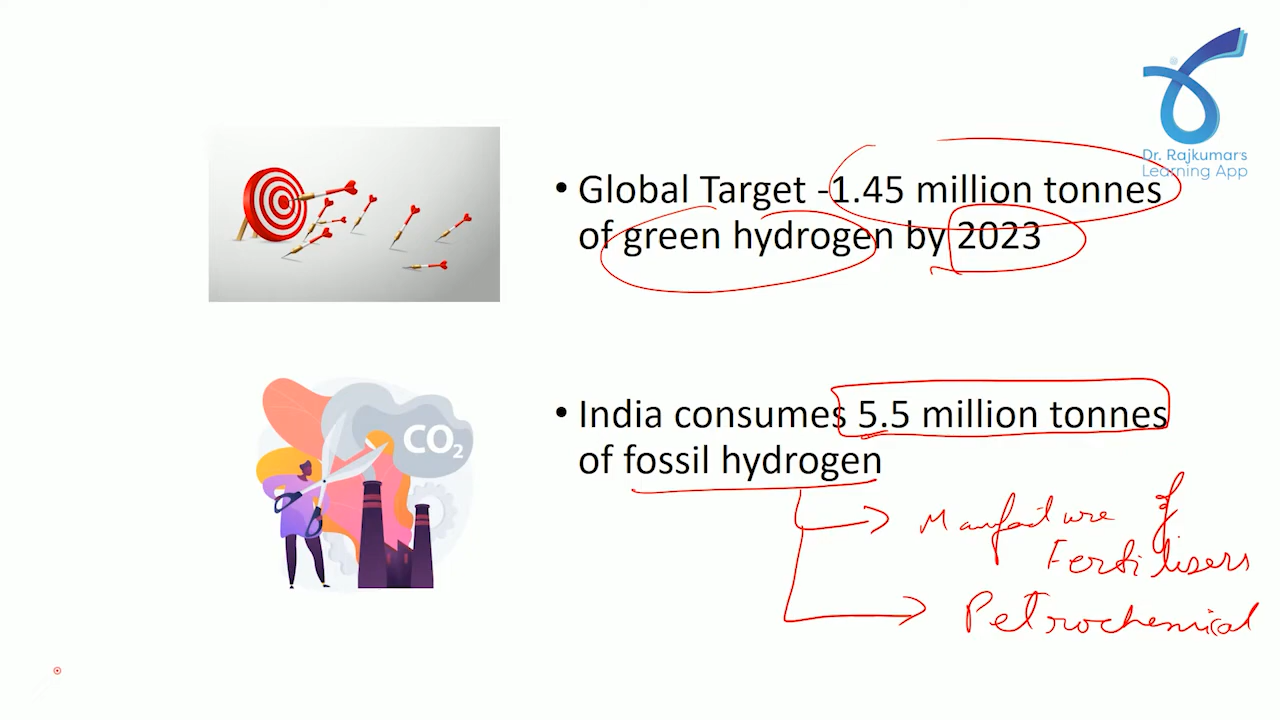 Dr. Rajkumar's
Learning App
• Global Target -1.45 million tonnes
of green hydrogen by 2023
CO₂
• India consumes 5.5 million tonnes
of fossil hydrogen
Manufacture of
Fertilisers
Petrochemical